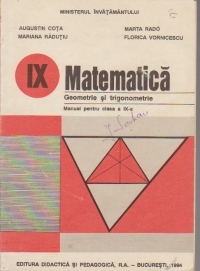 MINISTERUL ÎNVĂȚĂMÂNTULUI
AUGUSTIN COȚA
MARTA RADÓ
MARIANA RĂDUȚIU
FLORICA VORNICESCU
IX Matematică
Geometrie și trigonometrie
Manual pentru clasa a IX-a
EDITURA DIDACTICĂ ȘI PEDAGOGICĂ, R.A. – BUCUREȘTI, 1994